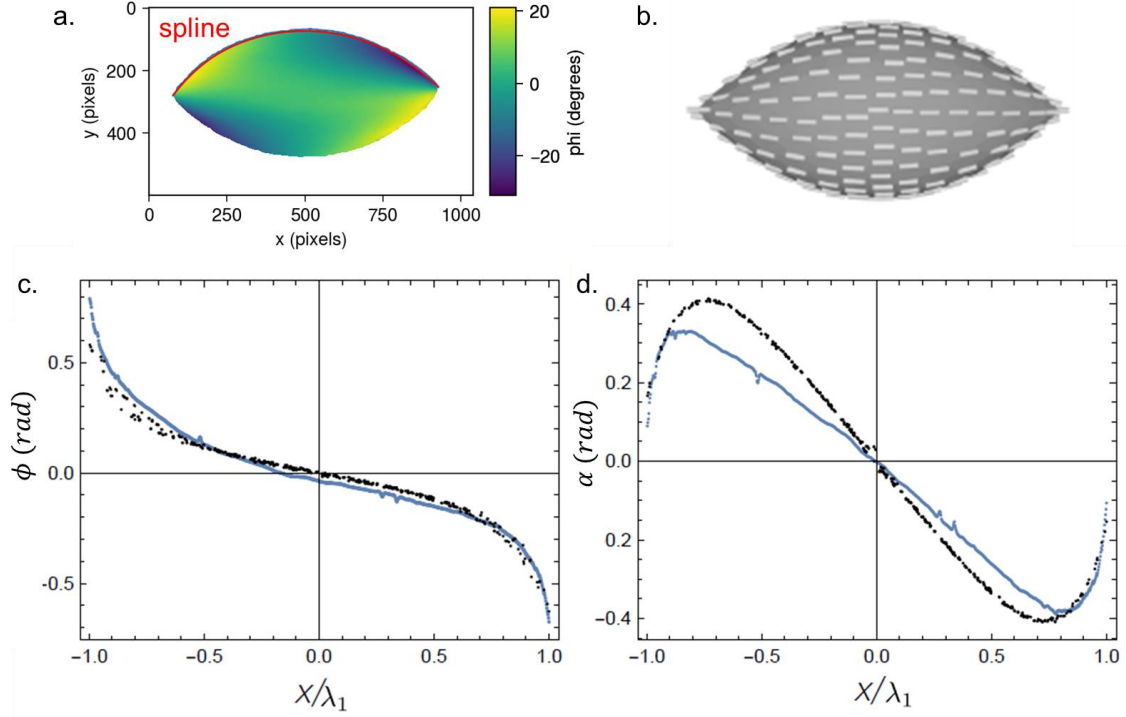 a.
spline
0
200
400
y (pixels)
0
250
500
750
1000
x (pixels)
20
0
−20
phi (degrees)
b.
c.
0.5
0.0
-0.5
ϕ (rad)
−1.0
−0.5
0.0
0.5
1.0
X/λ₁
d.
0.4
0.2
0.0
0.2
−0.4
α (rad)
−1.0
−0.5
0.0
0.5
1.0
X/λ₁